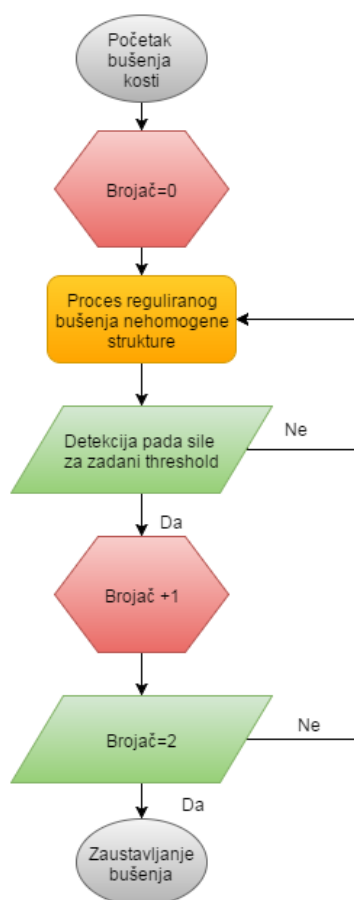 Početak
bušenja
kosti
Brojač=0
Proces reguliranog
bušenja nehomogene
strukture
Detekcija pada sile
za zadani threshold
Ne
Da
Brojač +1
Brojač=2
Ne
Da
Zaustavljanje
bušenja